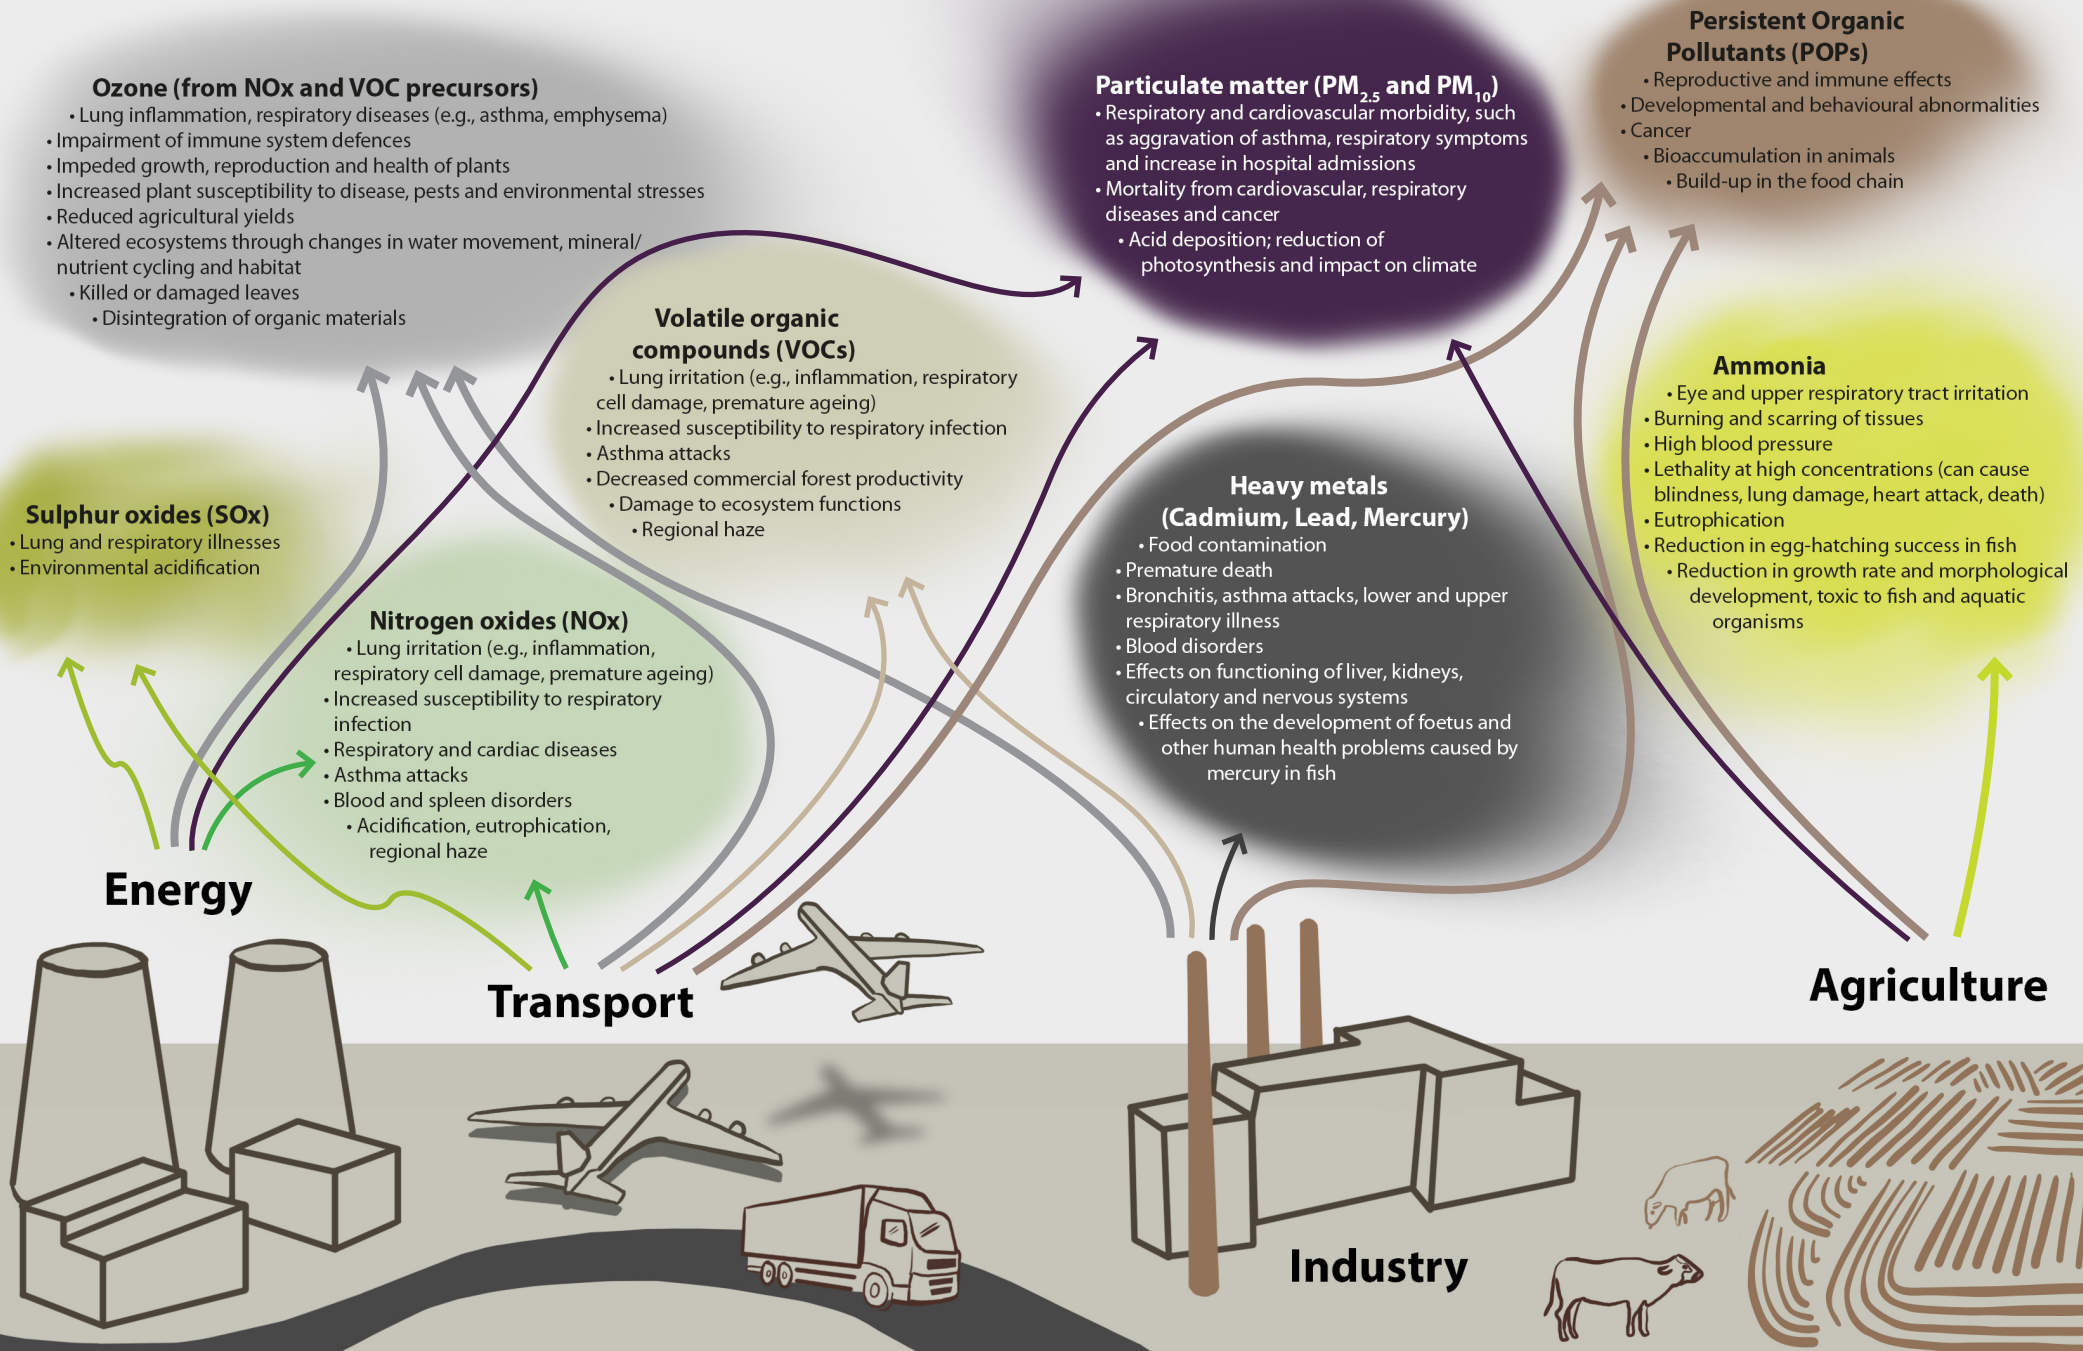 Ozone (from NOx and VOC precursors)
• Lung inflammation, respiratory diseases (e.g., asthma, emphysema)
• Impairment of immune system defences
• Impeded growth, reproduction and health of plants
• Increased plant susceptibility to disease, pests and environmental stresses
• Reduced agricultural yields
• Altered ecosystems through changes in water movement, mineral/
nutrient cycling and habitat
• Killed or damaged leaves
• Disintegration of organic materials
Particulate matter (PM2.5 and PM10)
• Respiratory and cardiovascular morbidity, such
as aggravation of asthma, respiratory symptoms
and increase in hospital admissions
• Mortality from cardiovascular, respiratory
diseases and cancer
• Acid deposition; reduction of
photosynthesis and impact on climate
Persistent Organic
Pollutants (POPs)
• Reproductive and immune effects
• Developmental and behavioural abnormalities
• Cancer
• Bioaccumulation in animals
• Build-up in the food chain
Volatile organic
compounds (VOCs)
• Lung irritation (e.g., inflammation, respiratory
cell damage, premature ageing)
• Increased susceptibility to respiratory infection
• Asthma attacks
• Decreased commercial forest productivity
• Damage to ecosystem functions
• Regional haze
Ammonia
• Eye and upper respiratory tract irritation
• Burning and scarring of tissues
• High blood pressure
• Lethality at high concentrations (can cause
blindness, lung damage, heart attack, death)
• Eutrophication
• Reduction in egg-hatching success in fish
• Reduction in growth rate and morphological
development, toxic to fish and aquatic
organisms
Sulphur oxides (SOx)
• Lung and respiratory illnesses
• Environmental acidification
Heavy metals
(Cadmium, Lead, Mercury)
• Food contamination
• Premature death
• Bronchitis, asthma attacks, lower and upper
respiratory illness
• Blood disorders
• Effects on functioning of liver, kidneys,
circulatory and nervous systems
• Effects on the development of foetus and
other human health problems caused by
mercury in fish
Nitrogen oxides (NOx)
• Lung irritation (e.g., inflammation,
respiratory cell damage, premature ageing)
• Increased susceptibility to respiratory
infection
• Respiratory and cardiac diseases
• Asthma attacks
• Blood and spleen disorders
• Acidification, eutrophication,
regional haze
Energy
Transport
Agriculture
Industry